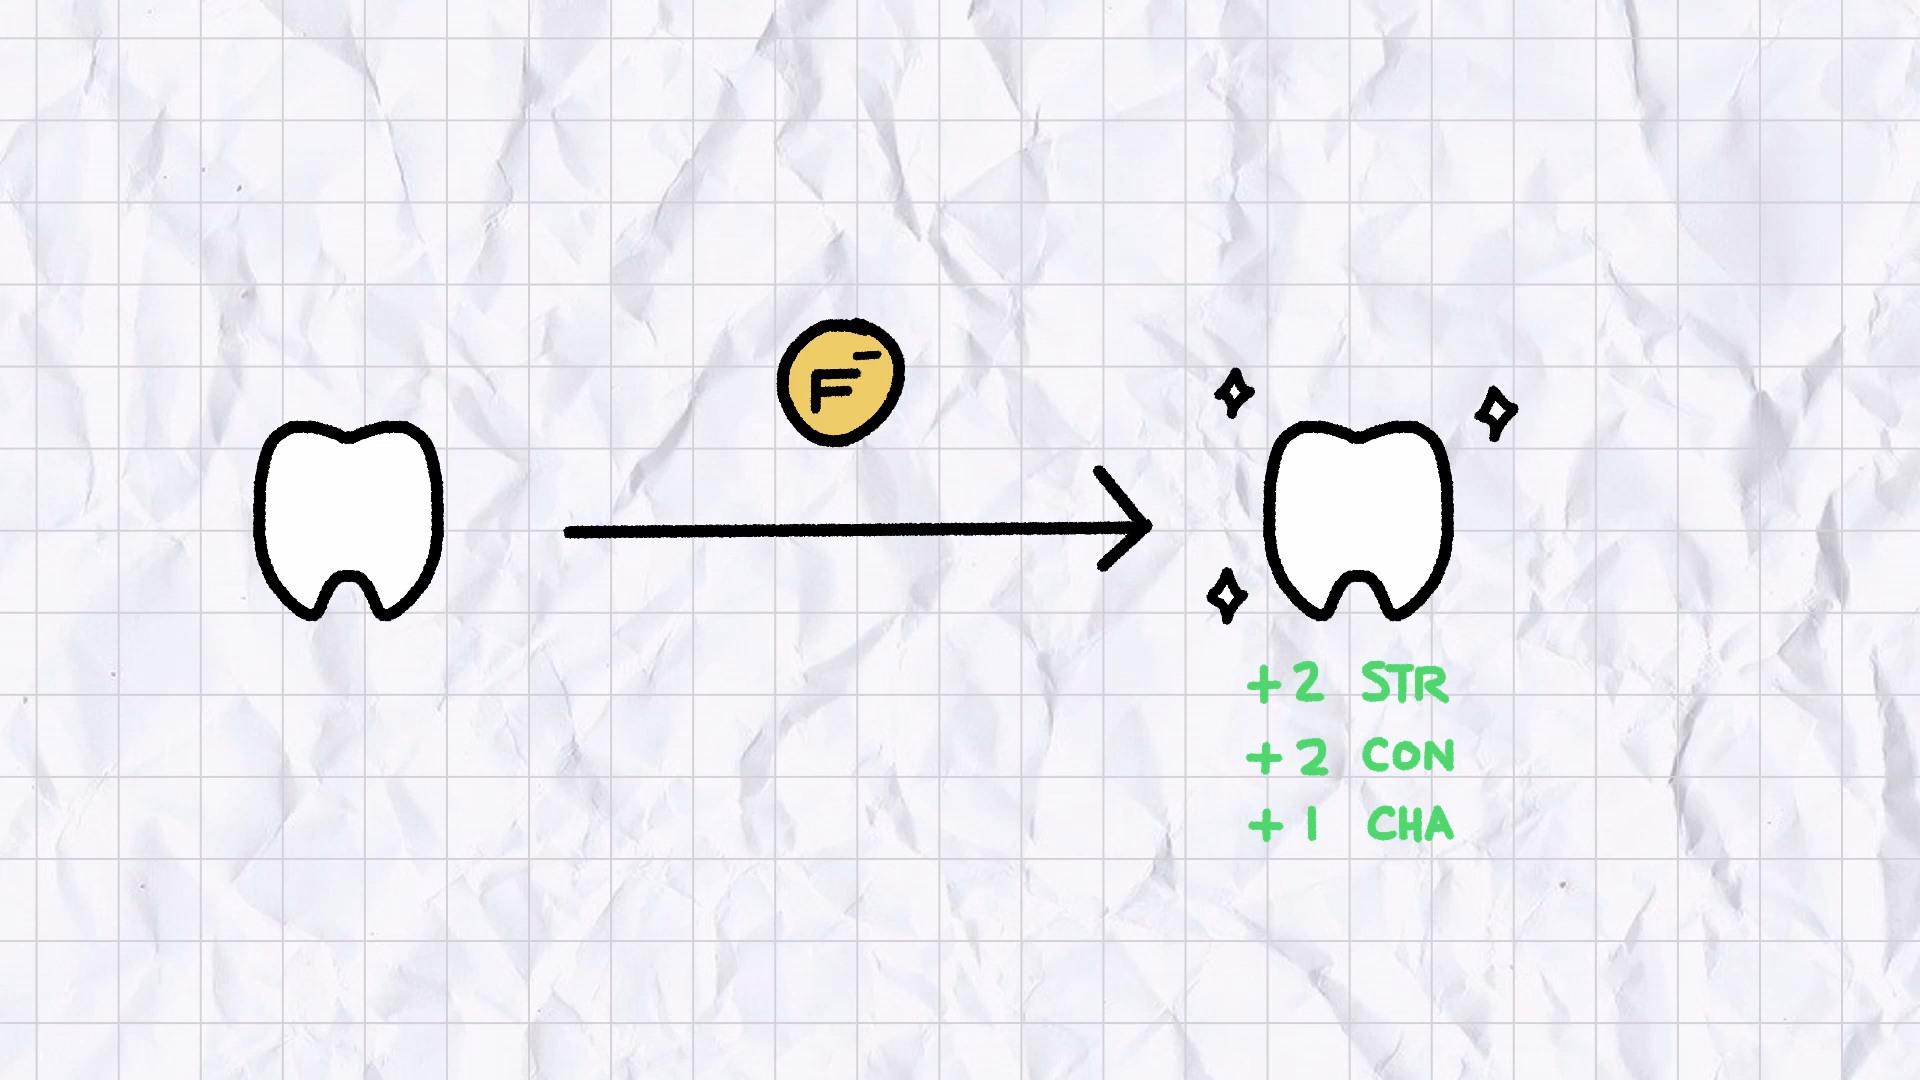 F⁻
+2 STR
+2 CON
+1 CHA